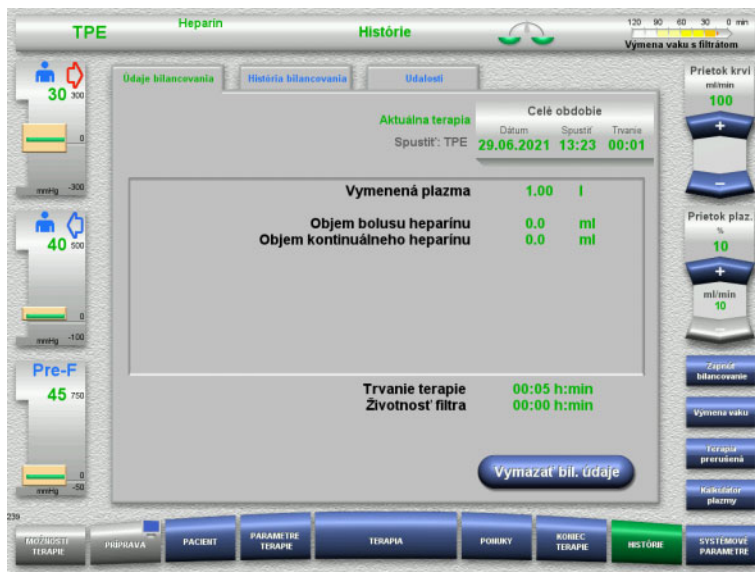 TPE
Heparín
Histórie
120 90 60 30 0 min
Výmena vaku s filtrátom
30
300
0
mmHg -300
40
500
0
mmHg -100
Pre-F
45 750
0
mmHg -50
Údaje bilancovania
História bilancovania
Udalosti
Aktuálna terapia
Spustiť: TPE
Celé obdobie
Dátum Spustiť Trvanie
29.06.2021 13:23 00:01
Vymenená plazma 1.00 l
Objem bolusu heparínu 0.0 ml
Objem kontinuálneho heparínu 0.0 ml
Trvanie terapie 00:05 h:min
Životnosť filtra 00:00 h:min
Vymazať bil. údaje
Prietok krvi
ml/min
100
+
−
Prietok plaz.
%
10
+
ml/min
10
−
Zapnúť
bilancovanie
Výmena vaku
Terapia
prerušená
Kalkulátor
plazmy
239
MOŽNOSTI
TERAPIE
PRÍPRAVA
PACIENT
PARAMETRE
TERAPIE
TERAPIA
PONUKY
KONIEC
TERAPIE
HISTÓRIE
SYSTÉMOVÉ
PARAMETRE